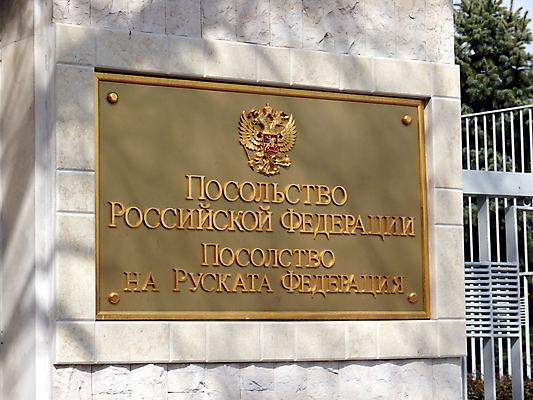 Посольство
Российской Федерации
Посолство
на Руската Федерация